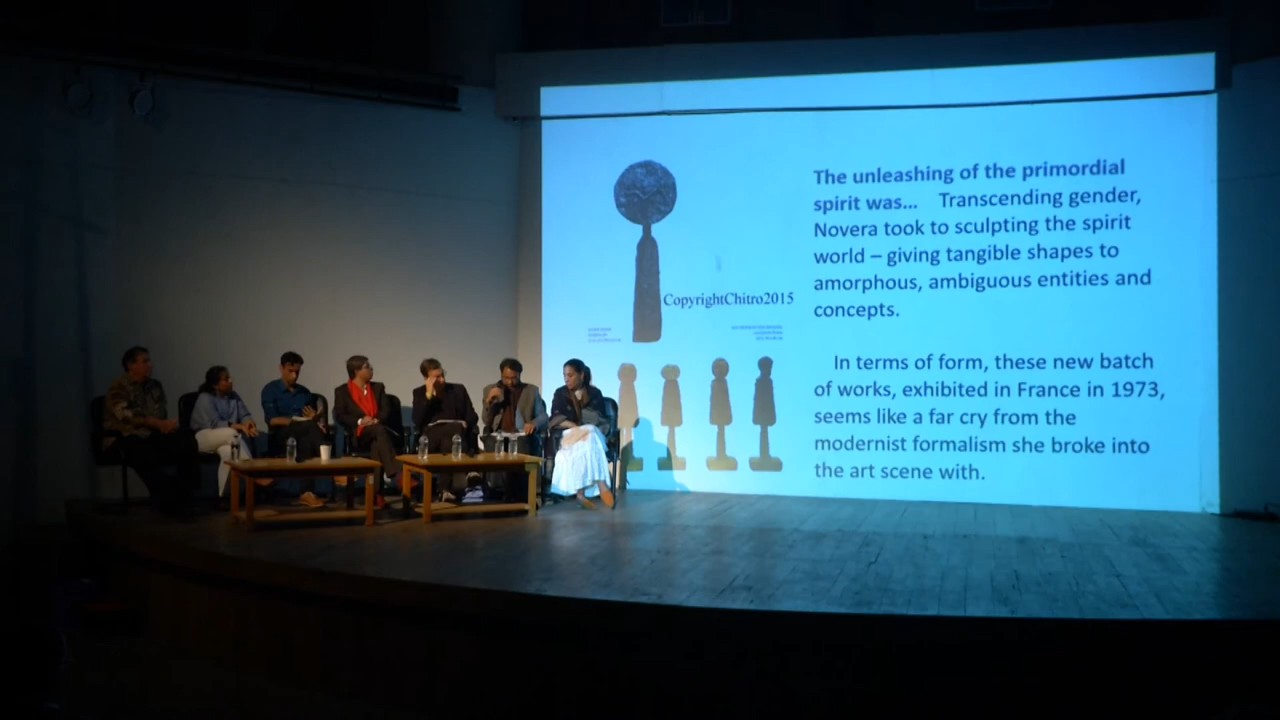 The unleashing of the primordial
spirit was... Transcending gender,
Novera took to sculpting the spirit
world – giving tangible shapes to
amorphous, ambiguous entities and
concepts.
In terms of form, these new batch
of works, exhibited in France in 1973,
seems like a far cry from the
modernist formalism she broke into
the art scene with.
CopyrightChitro2015